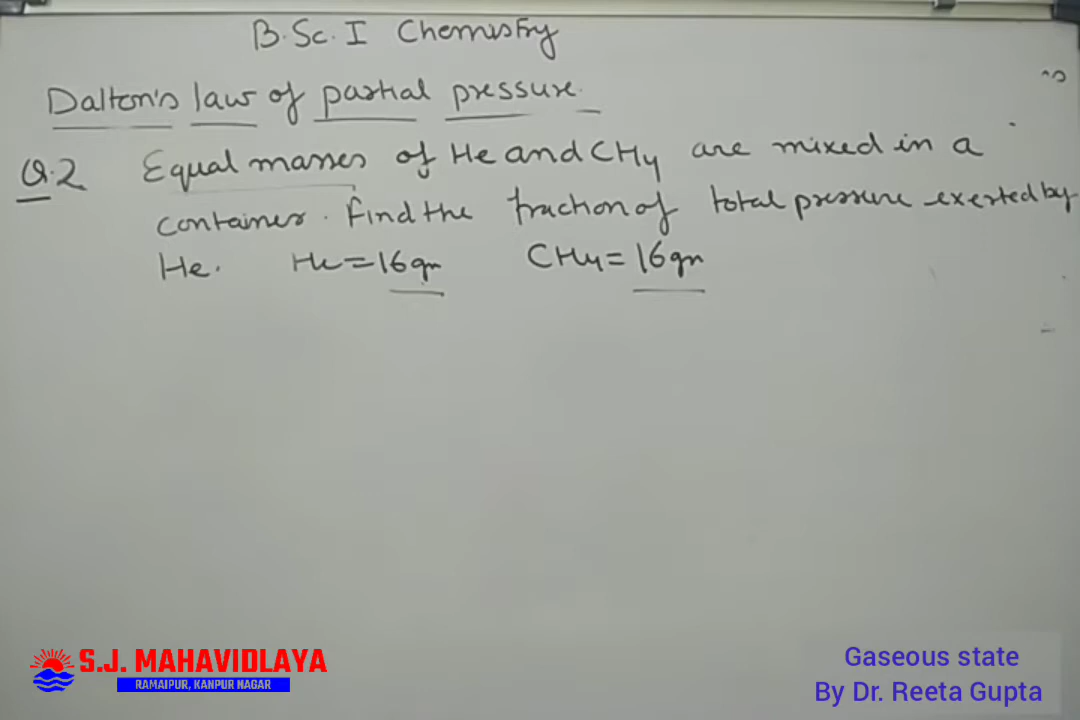 B.Sc. I Chemistry
Dalton's law of partial pressure.
Q.2 Equal masses of He and CH4 are mixed in a
container. Find the fraction of total pressure exerted by
He. He = 16gm CH4 = 16gm
S.J. MAHAVIDLAYA
RAMAIPUR, KANPUR NAGAR
Gaseous state
By Dr. Reeta Gupta